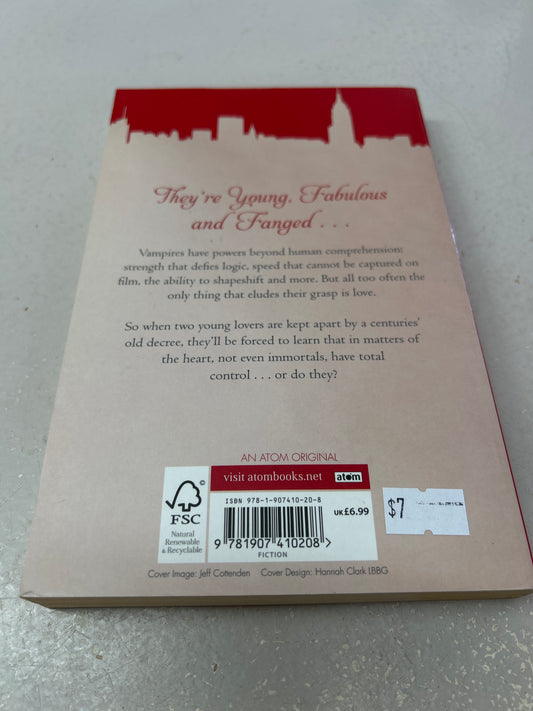 They're Young, Fabulous
and Fanged . . .
Vampires have powers beyond human comprehension:
strength that defies logic, speed that cannot be captured on
film, the ability to shapeshift and more. But all too often the
only thing that eludes their grasp is love.
So when two young lovers are kept apart by a centuries'
old decree, they'll be forced to learn that in matters of
the heart, not even immortals, have total
control . . . or do they?
AN ATOM ORIGINAL
visit atombooks.net
atom
FSC
Natural
Renewable
& Recyclable
ISBN 978-1-907410-20-8
9 781907 410208 >
UK £6.99
FICTION
$7
Cover Image: Jeff Cottenden Cover Design: Hannah Clark LBBG